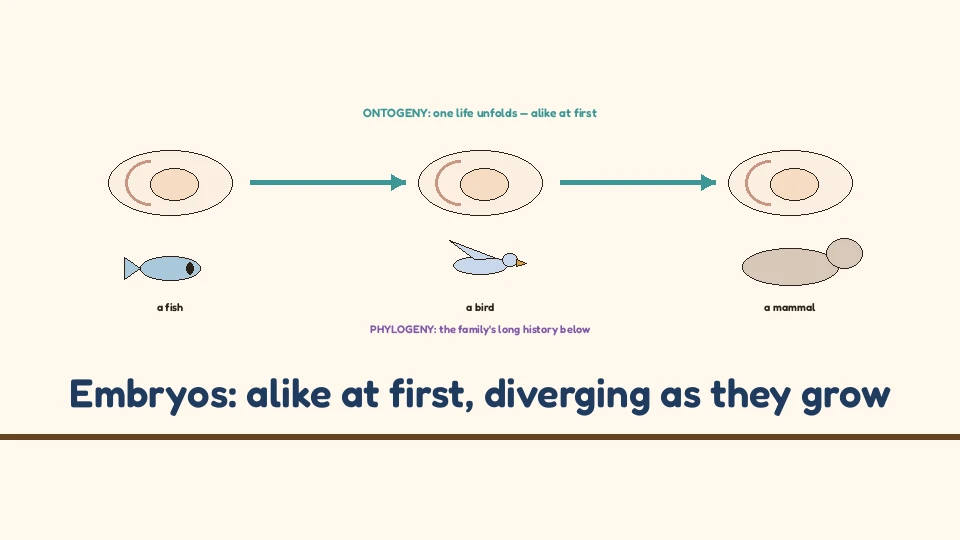 ONTOGENY: one life unfolds — alike at first
a fish
a bird
a mammal
PHYLOGENY: the family's long history below
Embryos: alike at first, diverging as they grow